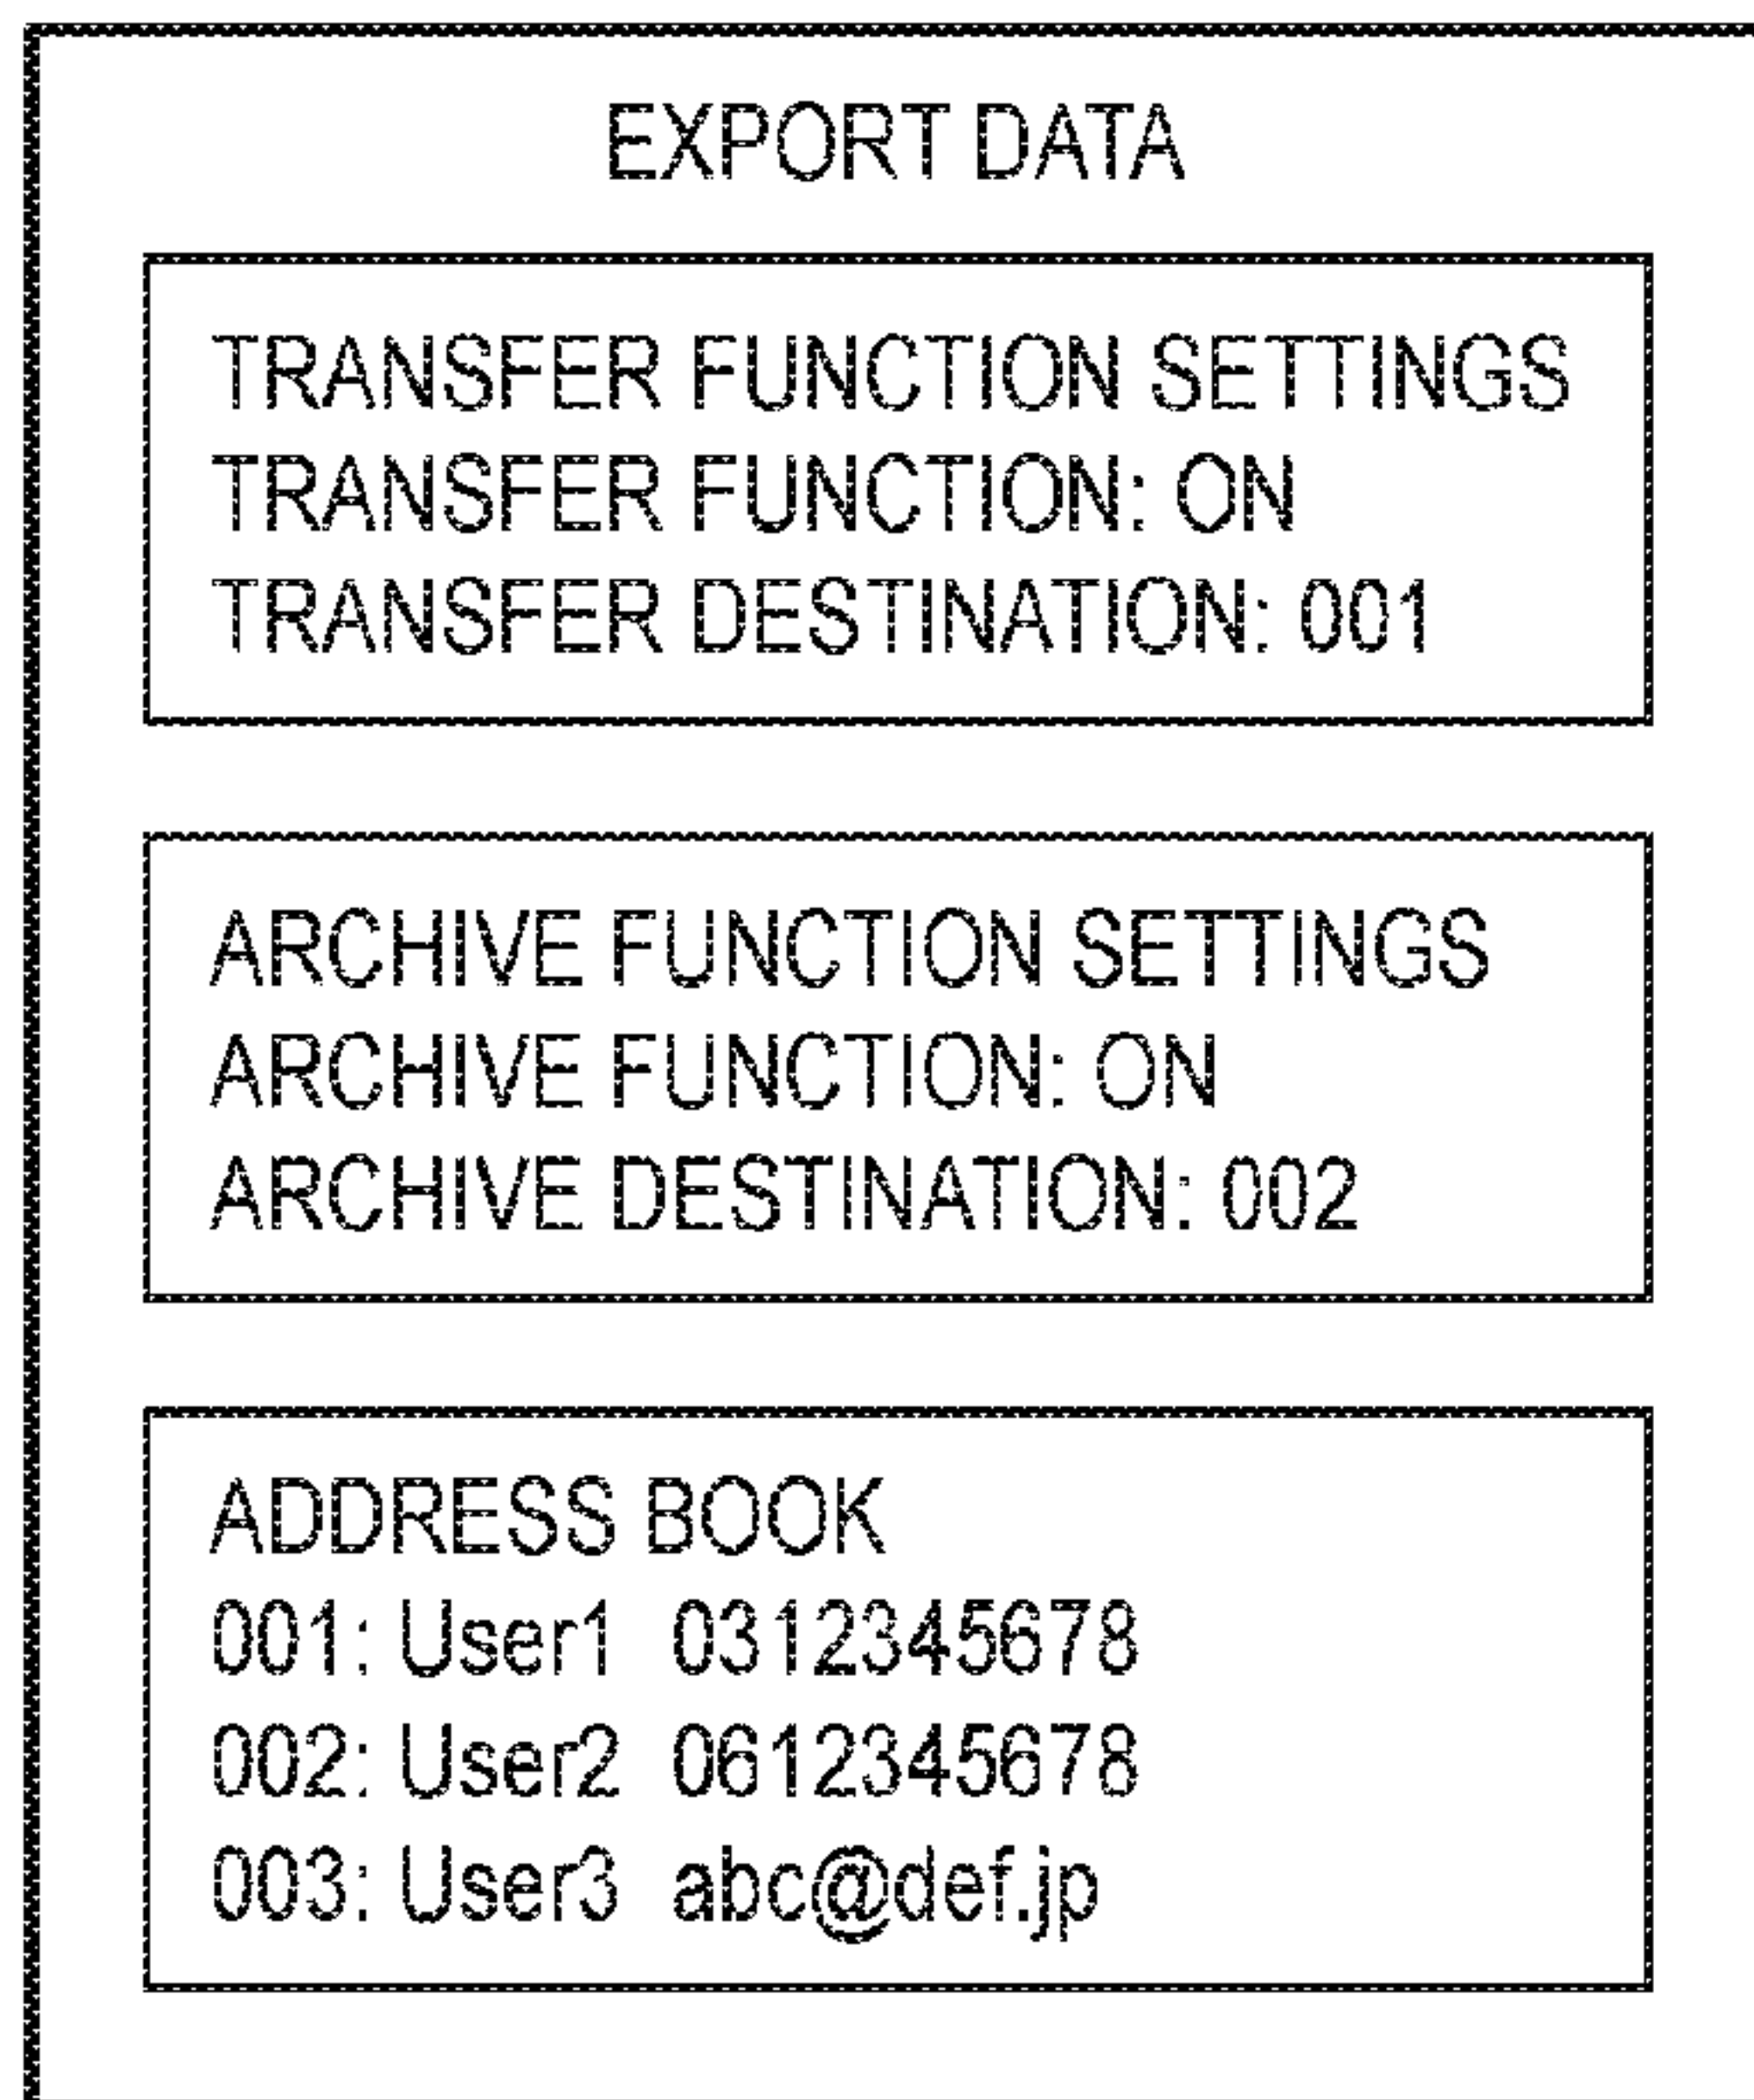 EXPORT DATA
TRANSFER FUNCTION SETTINGS
TRANSFER FUNCTION: ON
TRANSFER DESTINATION: 001
ARCHIVE FUNCTION SETTINGS
ARCHIVE FUNCTION: ON
ARCHIVE DESTINATION: 002
ADDRESS BOOK
001: User1 0312345678
002: User2 0612345678
003: User3 abc@def.jp